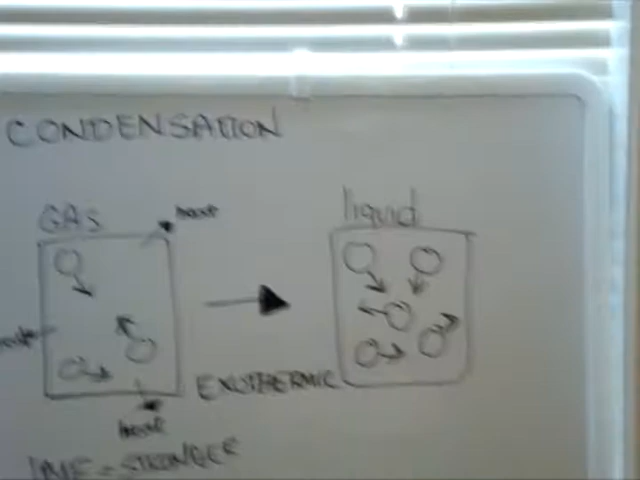 CONDENSATION
GAS
heat
liquid
heat
EXOTHERMIC
heat
IMF = STRONGER